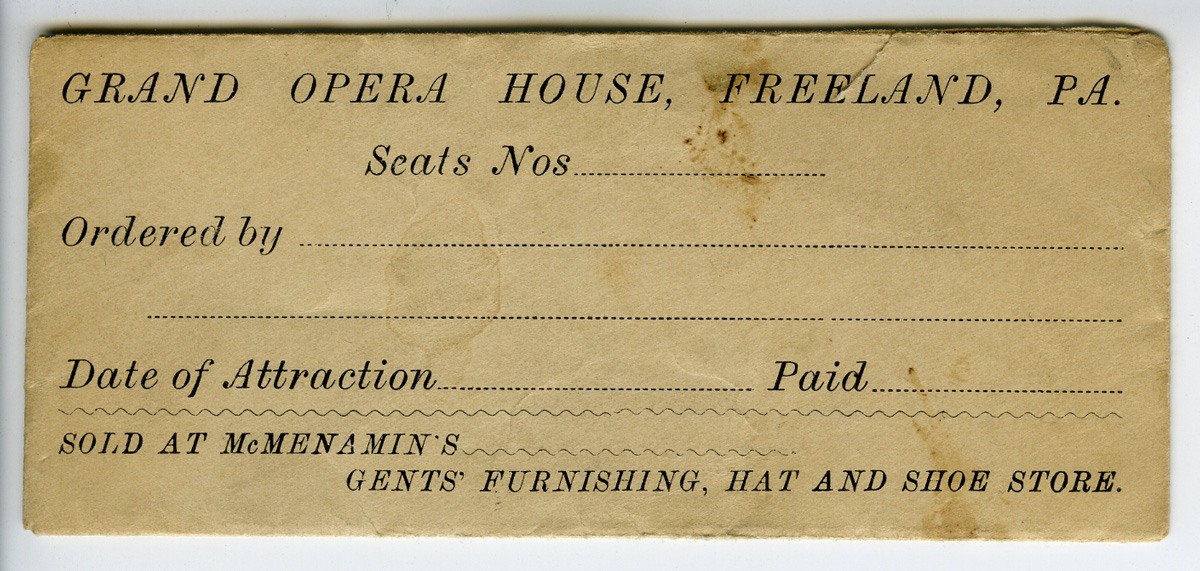 GRAND OPERA HOUSE, FREELAND, PA.
Seats Nos
Ordered by
Date of Attraction Paid
SOLD AT McMENAMIN'S
GENTS' FURNISHING, HAT AND SHOE STORE.